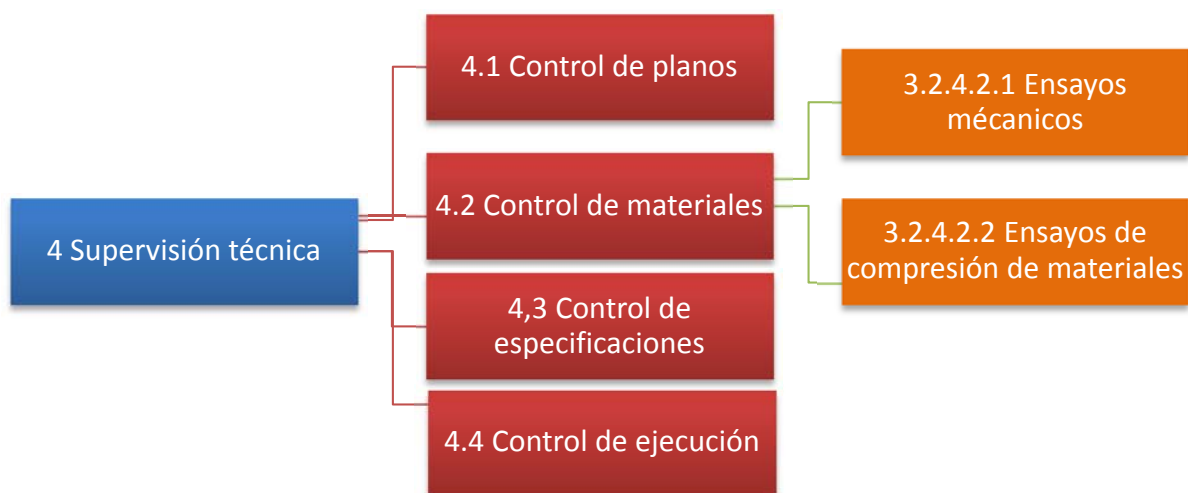 4 Supervisión técnica
4.1 Control de planos
4.2 Control de materiales
3.2.4.2.1 Ensayos
mécanicos
3.2.4.2.2 Ensayos de
compresión de materiales
4,3 Control de
especificaciones
4.4 Control de ejecución